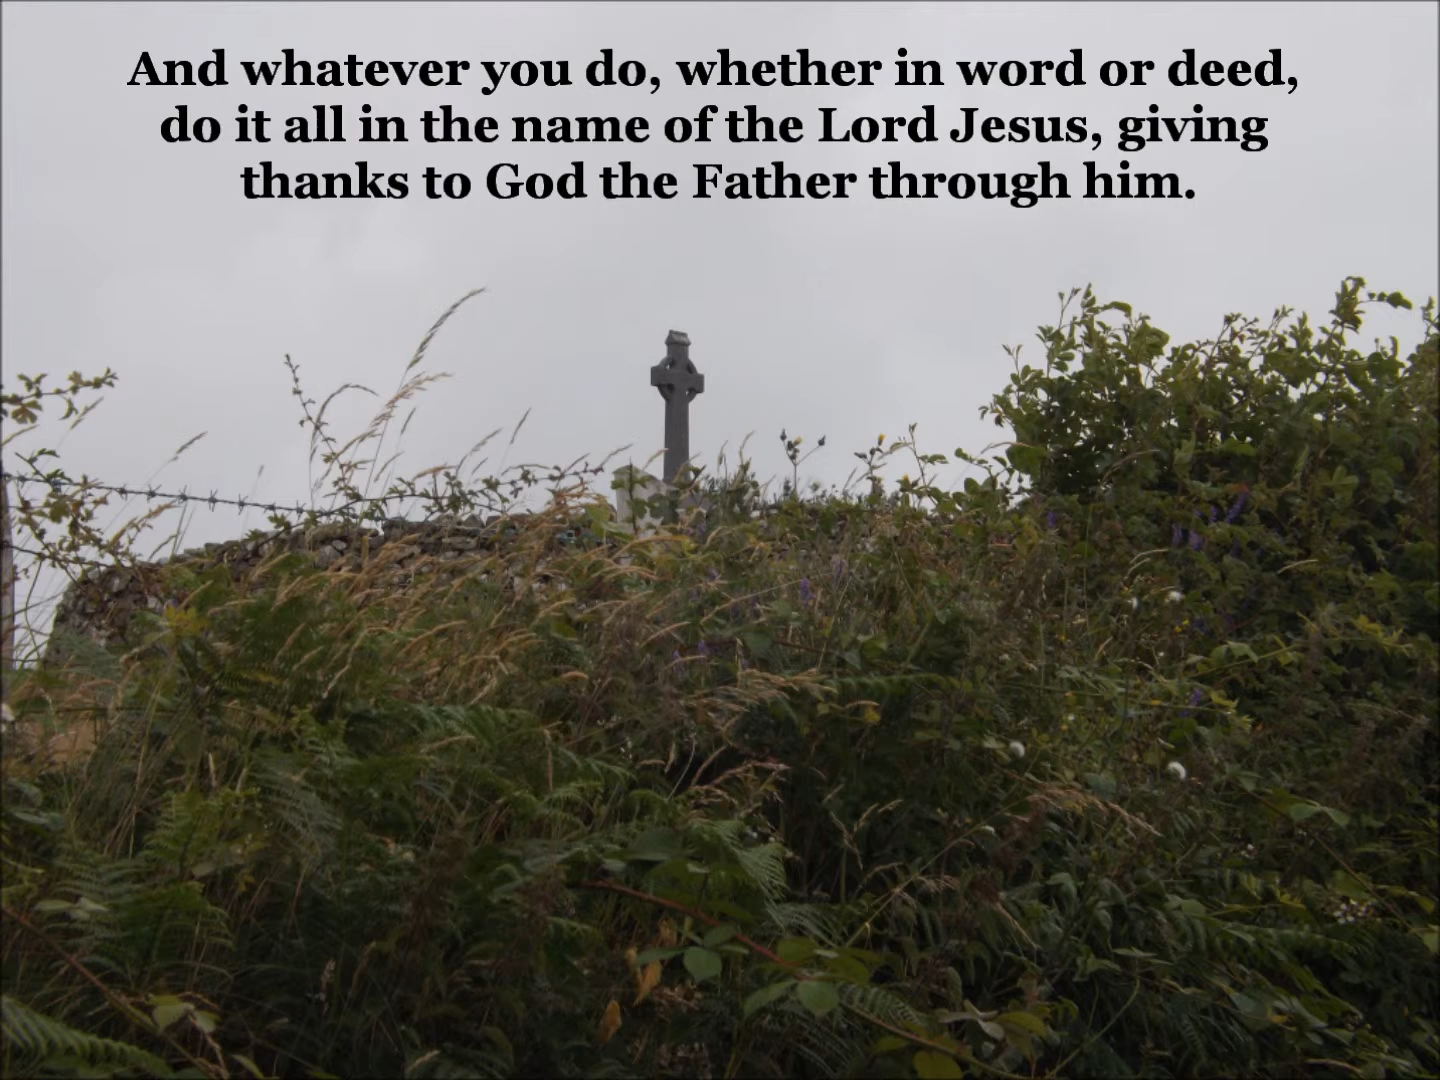 And whatever you do, whether in word or deed,
do it all in the name of the Lord Jesus, giving
thanks to God the Father through him.